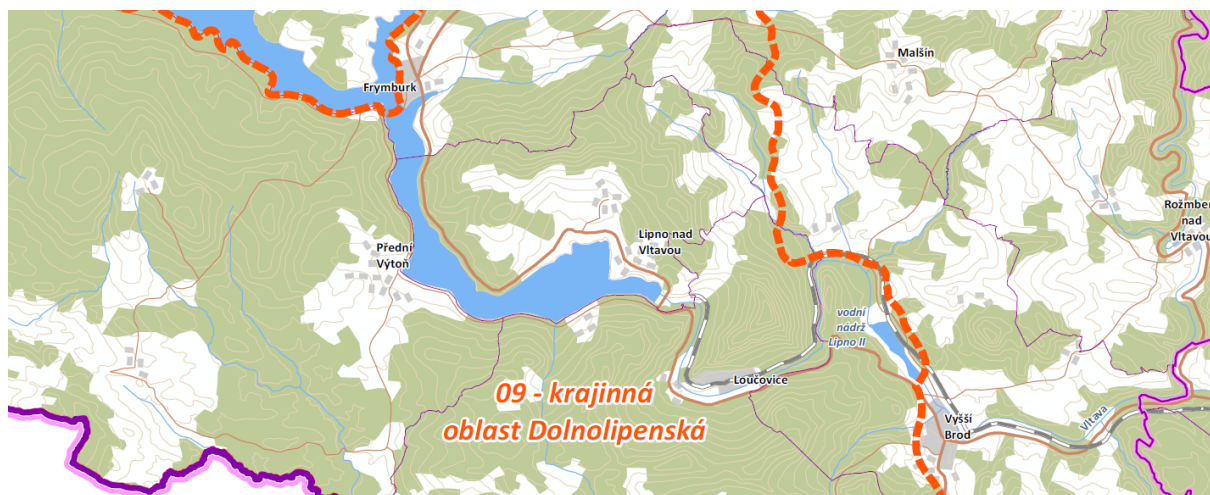 Malšín
Frymburk
Rožmber
nad
Vltavou
Lipno nad
Vltavou
Přední
Výtoň
vodní
nádrž
Lipno II
Loučovice
09 - krajinná
oblast Dolnolipenská
Vyšší
Brod
Vltava